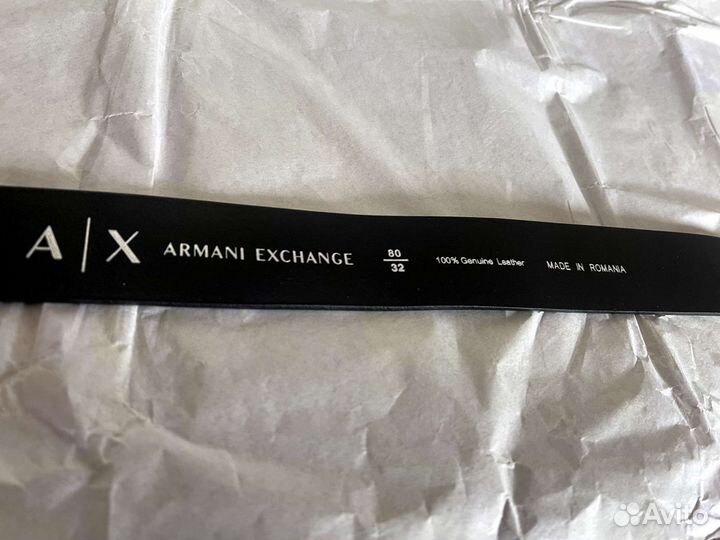 A|X ARMANI EXCHANGE 80/32 100% Genuine Leather MADE IN ROMANIA
Avito